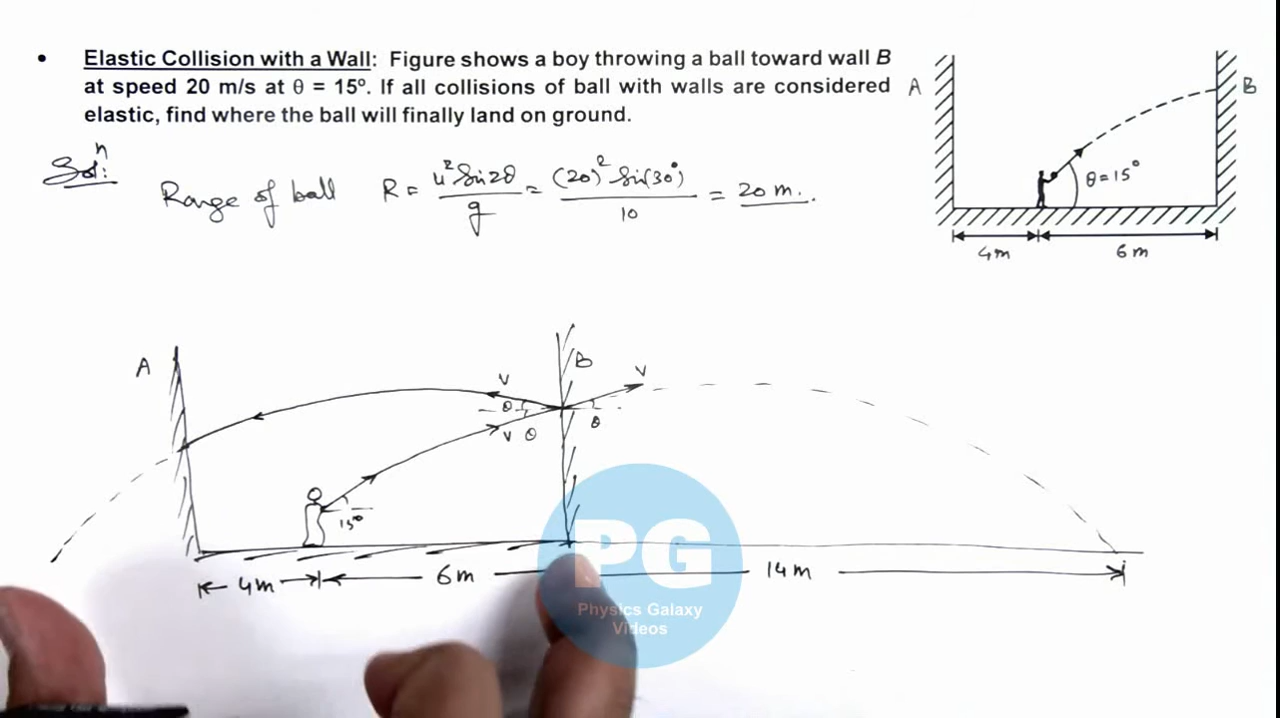 • Elastic Collision with a Wall: Figure shows a boy throwing a ball toward wall B
at speed 20 m/s at θ = 15º. If all collisions of ball with walls are considered
elastic, find where the ball will finally land on ground.
A
B
θ=15°
4m
6m
Solⁿ:
Range of ball R = u² Sin2θ / g = (20)² Sin(30°) / 10 = 20 m.
A
B
V
V
θ
V θ
θ
15°
4m
6m
14m
PG
Physics Galaxy
Videos